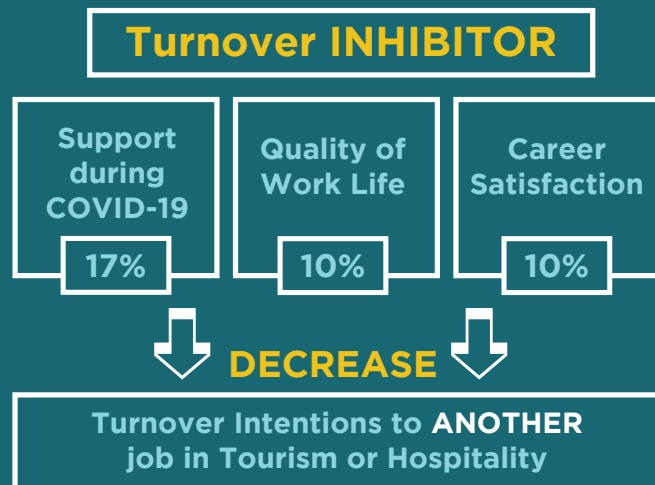 Turnover INHIBITOR
Support
during
COVID-19
17%
Quality of
Work Life
10%
Career
Satisfaction
10%
DECREASE
Turnover Intentions to ANOTHER
job in Tourism or Hospitality